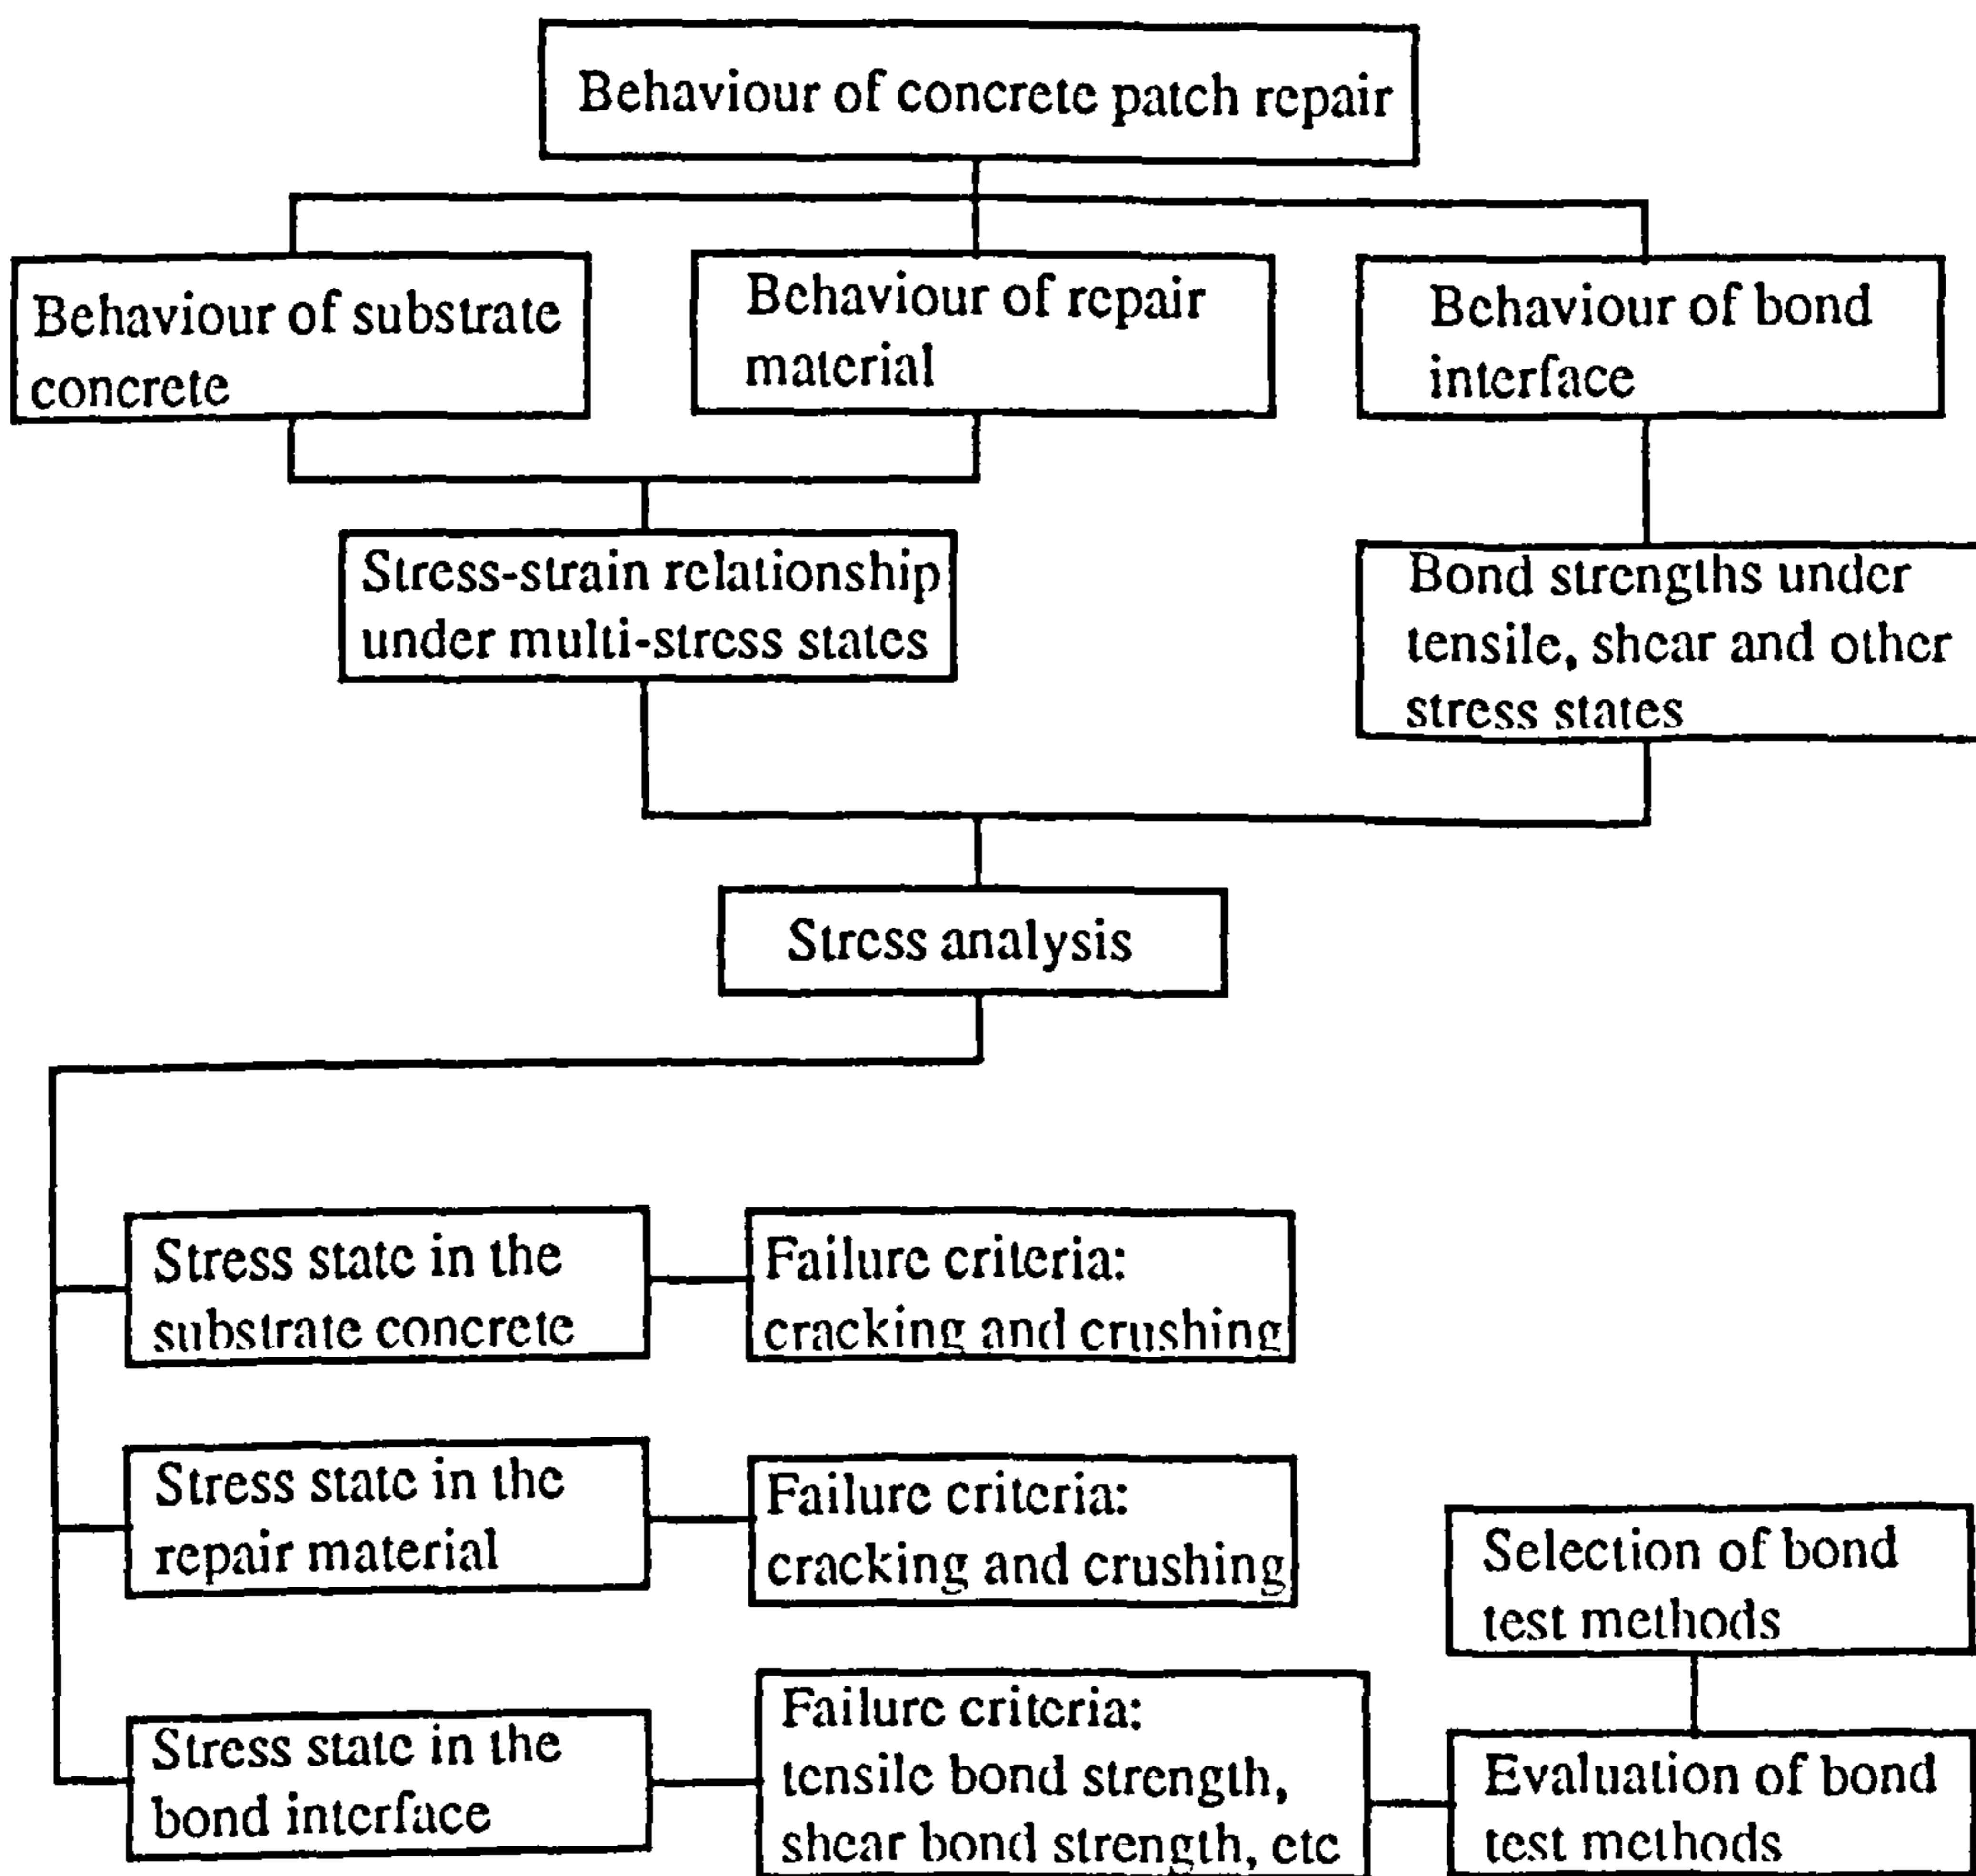 Behaviour of concrete patch repair
Behaviour of substrate
concrete
Behaviour of repair
material
Behaviour of bond
interface
Stress-strain relationship
under multi-stress states
Bond strengths under
tensile, shear and other
stress states
Stress analysis
Stress state in the
substrate concrete
Failure criteria:
cracking and crushing
Stress state in the
repair material
Failure criteria:
cracking and crushing
Selection of bond
test methods
Stress state in the
bond interface
Failure criteria:
tensile bond strength,
shear bond strength, etc
Evaluation of bond
test methods